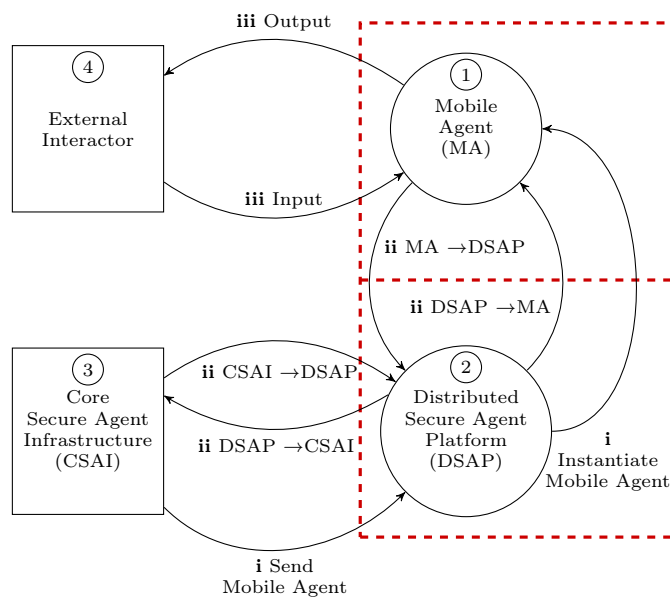 iii Output
4
External
Interactor
1
Mobile
Agent
(MA)
iii Input
ii MA →DSAP
ii DSAP →MA
3
Core
Secure Agent
Infrastructure
(CSAI)
ii CSAI →DSAP
ii DSAP →CSAI
2
Distributed
Secure Agent
Platform
(DSAP)
i
Instantiate
Mobile Agent
i Send
Mobile Agent